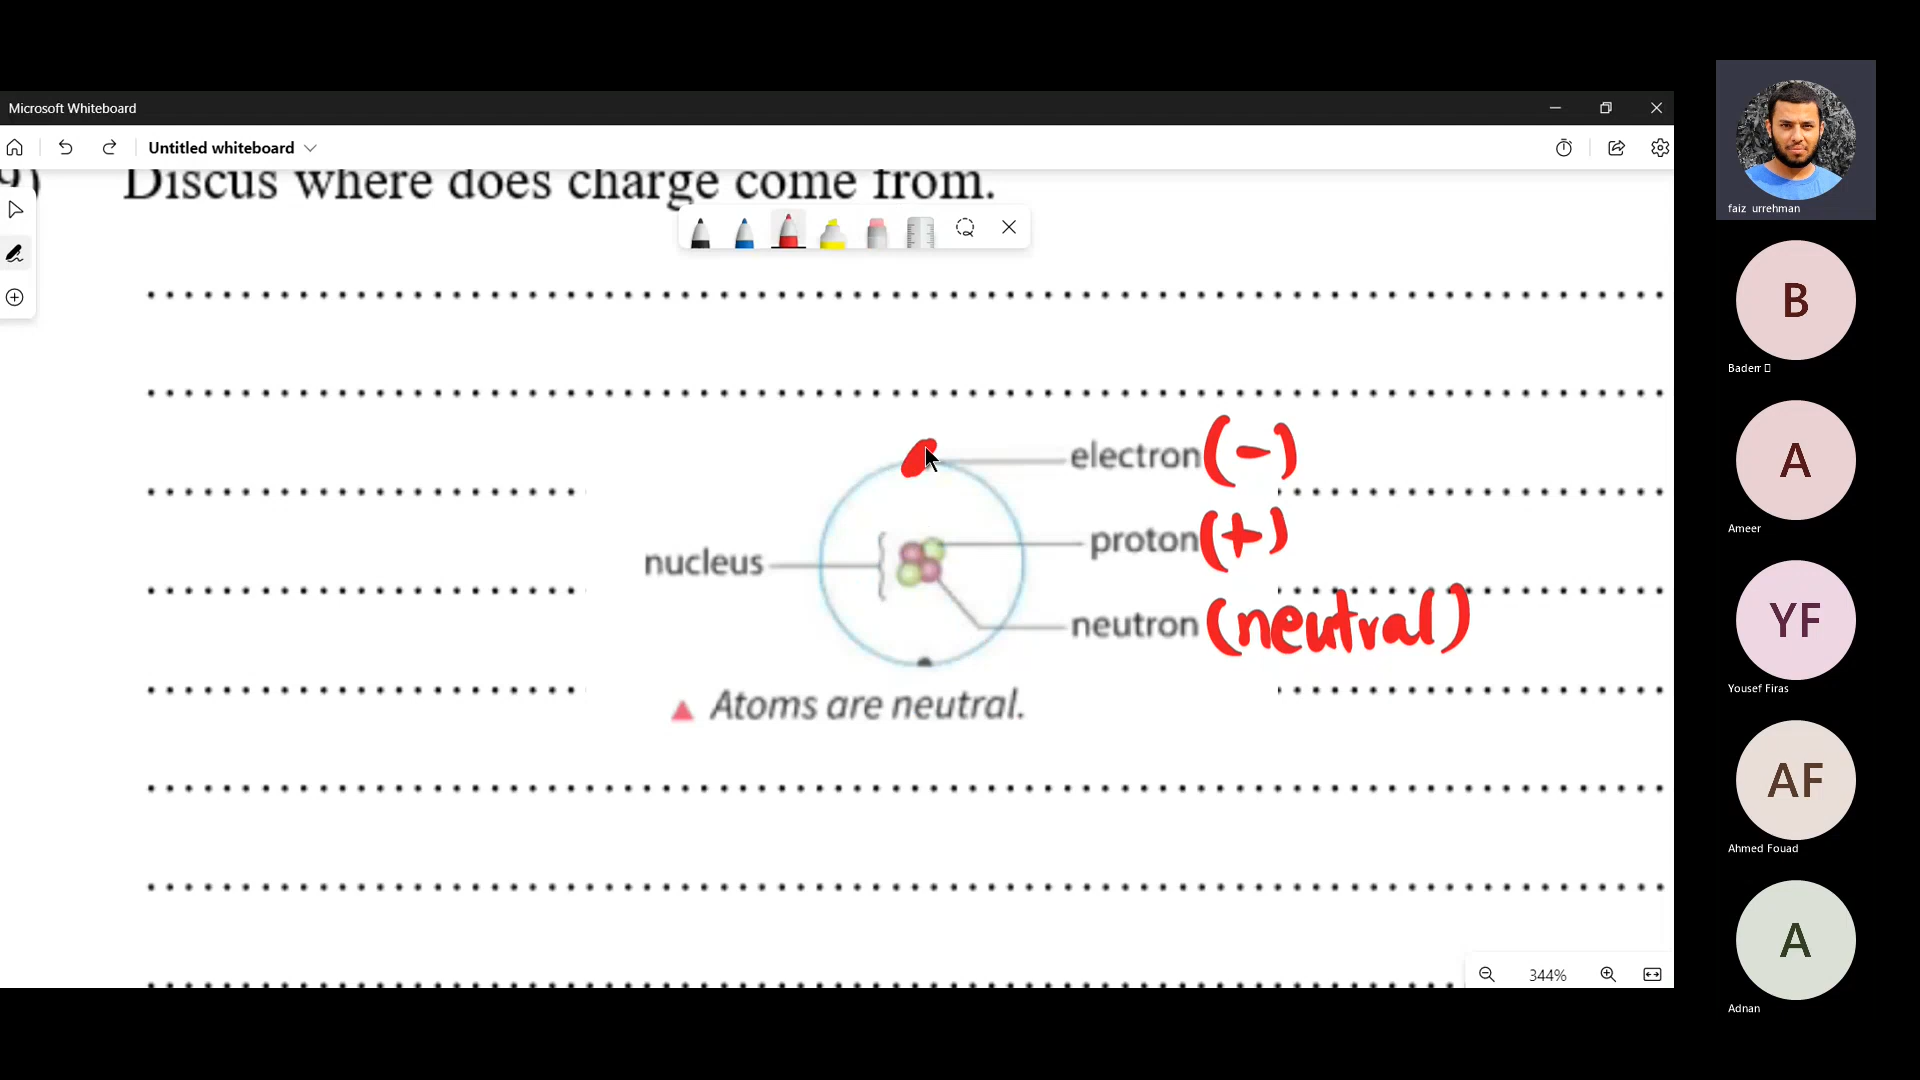 Microsoft Whiteboard
Untitled whiteboard
Discus where does charge come from.
electron (-)
proton (+)
nucleus
neutron (neutral)
Atoms are neutral.
344%
faiz urrehman
B
Baderr
A
Ameer
YF
Yousef Firas
AF
Ahmed Fouad
A
Adnan